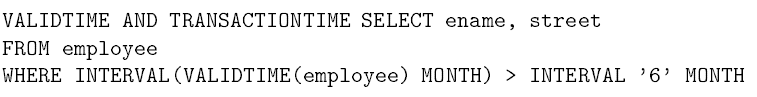 VALIDTIME AND TRANSACTIONTIME SELECT ename, street
FROM employee
WHERE INTERVAL(VALIDTIME(employee) MONTH) > INTERVAL ’6’ MONTH